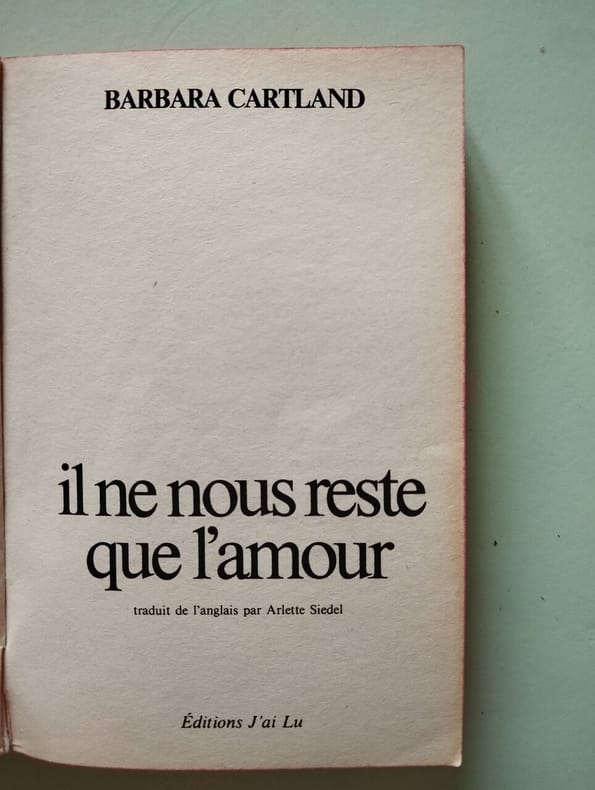 BARBARA CARTLAND
il ne nous reste
que l'amour
traduit de l'anglais par Arlette Siedel
Éditions J'ai Lu